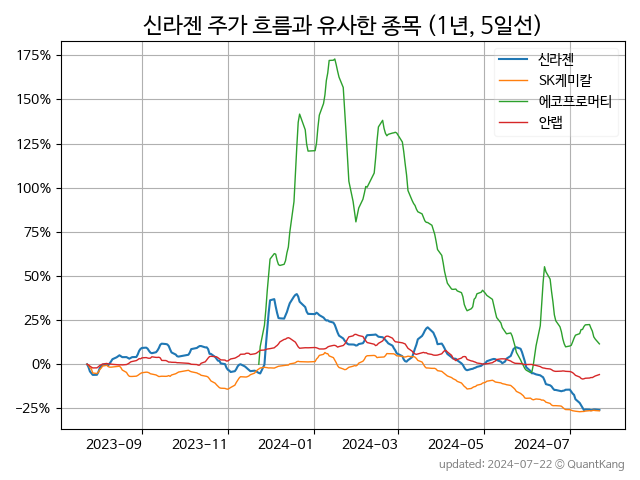 신라젠 주가 흐름과 유사한 종목 (1년, 5일선)
175%
150%
125%
100%
75%
50%
25%
0%
−25%
신라젠
SK케미칼
에코프로머티
안랩
2023-09 2023-11 2024-01 2024-03 2024-05 2024-07
updated: 2024-07-22 © QuantKang